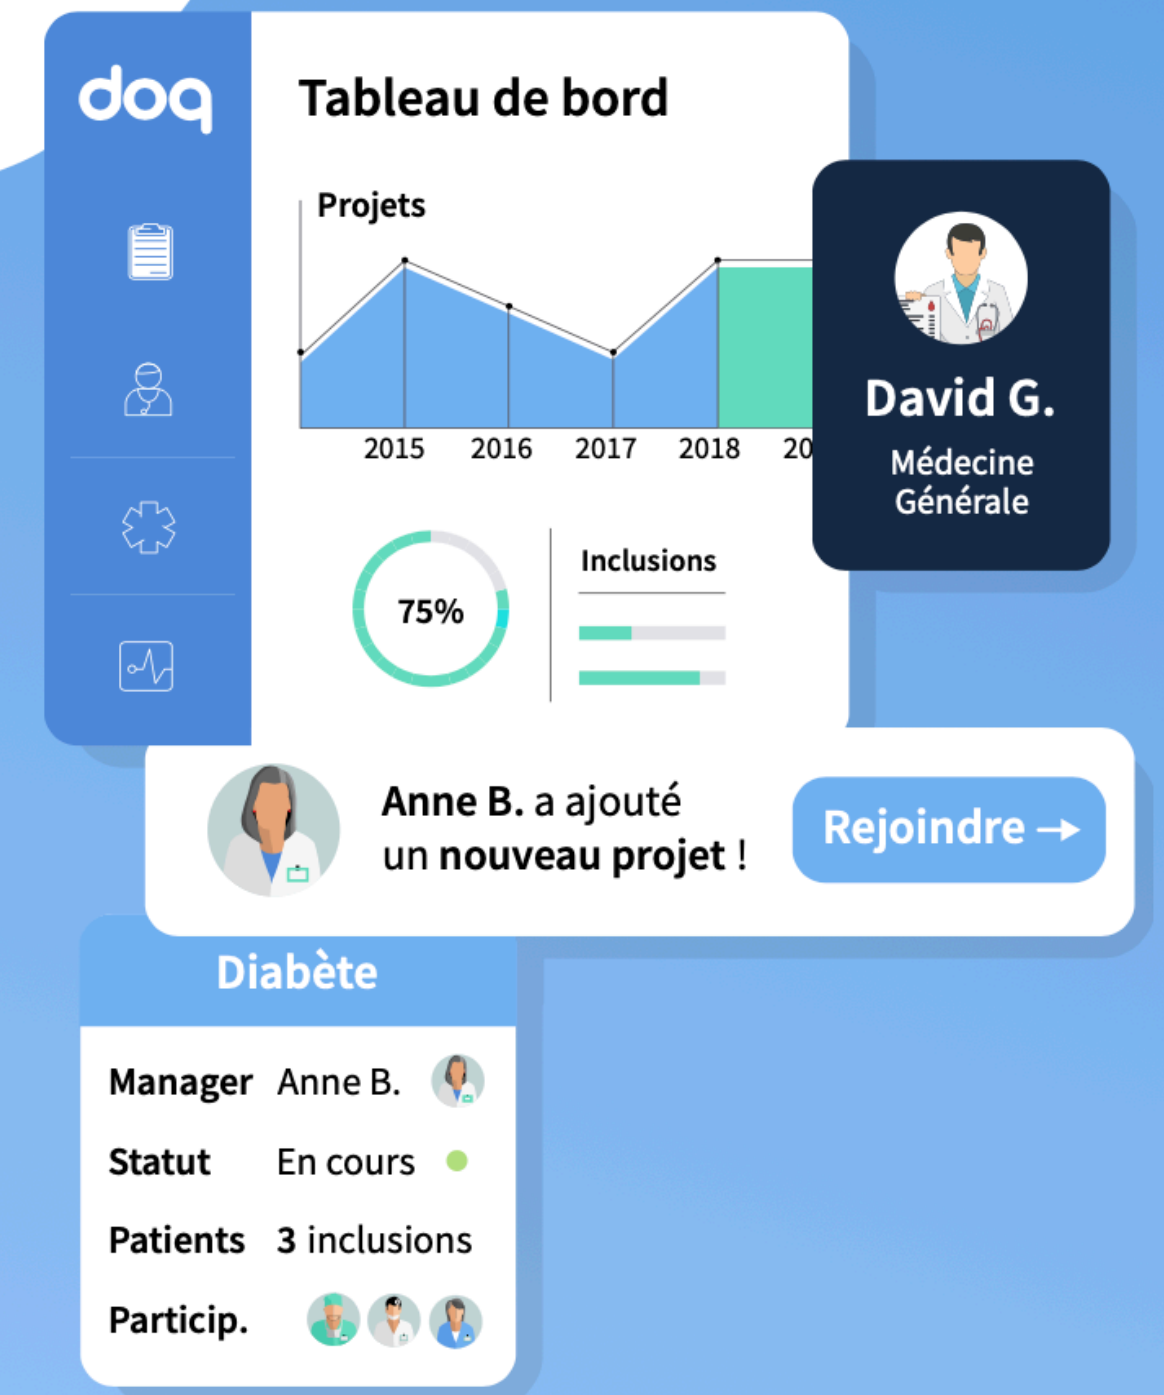 doq
Tableau de bord
Projets
2015 2016 2017 2018 20
75%
Inclusions
David G.
Médecine
Générale
Anne B. a ajouté
un nouveau projet !
Rejoindre →
Diabète
Manager Anne B.
Statut En cours
Patients 3 inclusions
Particip.